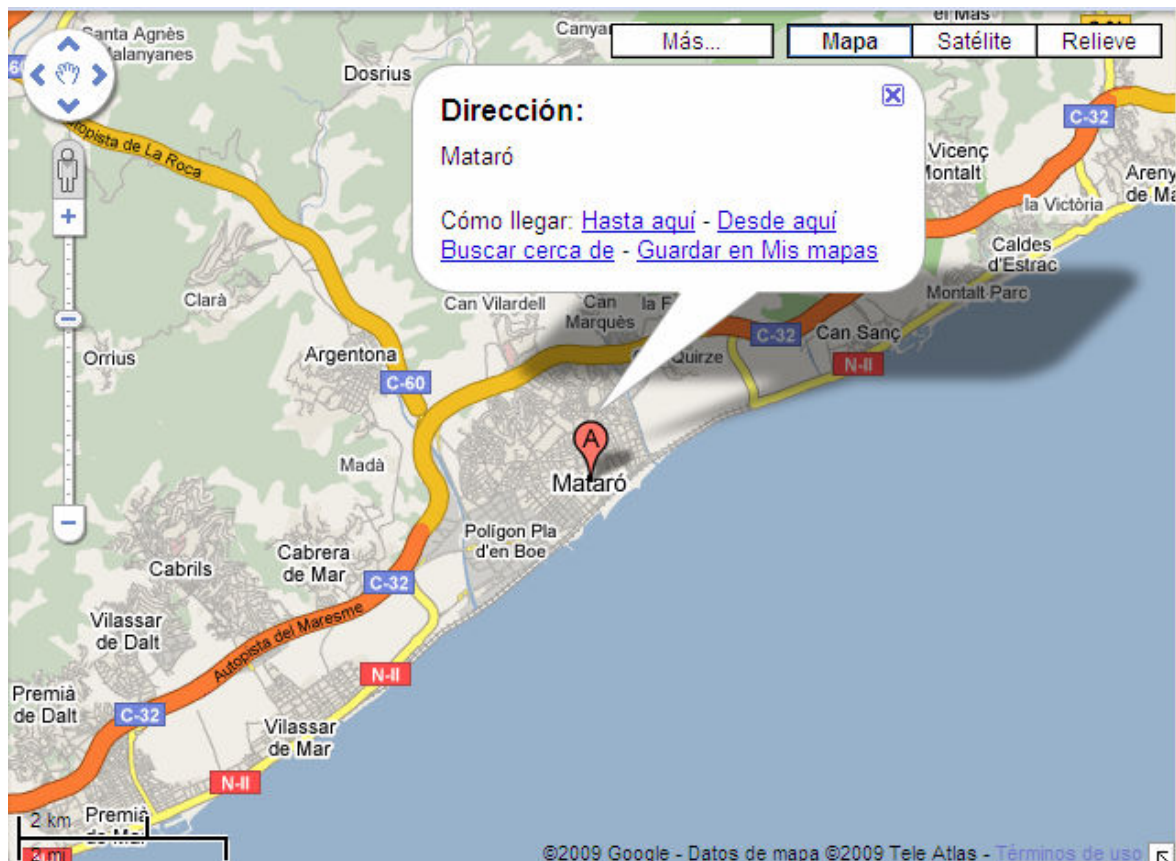 Santa Agnès
Malanyanes
Canya
el Mas
Más...
Mapa
Satélite
Relieve
Dosrius
C-32
Dirección:
Mataró
Cómo llegar: Hasta aquí - Desde aquí
Buscar cerca de - Guardar en Mis mapas
Autopista de La Roca
Vicenç
Montalt
Areny
de Ma
la Victòria
Caldes
d'Estrac
Montalt Parc
Clarà
Can Vilardell
Can
Marquès
la F
C-32
Can Sanç
Orrius
Argentona
C-60
Quirze
N-II
A
Madà
Mataró
Polígon Pla
d'en Boe
Cabrera
de Mar
Cabrils
C-32
Vilassar
de Dalt
Autopista del Maresme
N-II
Premià
de Dalt
C-32
Vilassar
de Mar
N-II
2 km
Premià
de Mar
2 mi
©2009 Google - Datos de mapa ©2009 Tele Atlas - Términos de uso